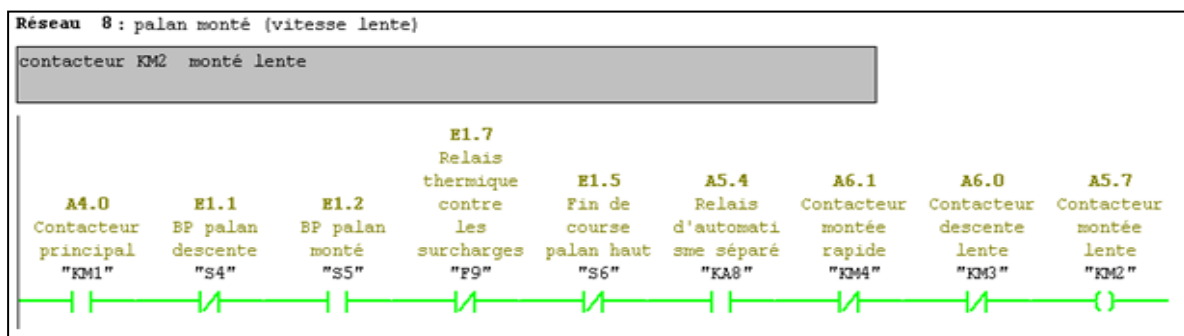 Réseau 8 : palan monté (vitesse lente)
contacteur KM2 monté lente
E1.7
Relais
thermique
E1.5 A5.4 A6.1 A6.0 A5.7
A4.0 E1.1 E1.2 contre Fin de Relais Contacteur Contacteur Contacteur
Contacteur BP palan BP palan les course d'automati montée descente montée
principal descente monté surcharges palan haut sme séparé rapide lente lente
"KM1" "S4" "S5" "F9" "S6" "KA8" "KM4" "KM3" "KM2"